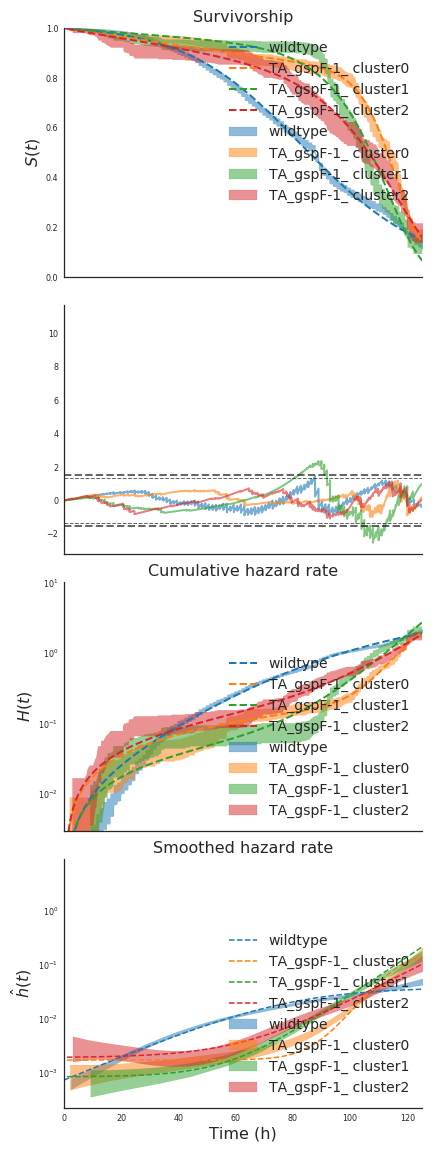 Survivorship
1.0
0.8
0.6
0.4
0.2
0.0
S(t)
wildtype
TA_gspF-1_ cluster0
TA_gspF-1_ cluster1
TA_gspF-1_ cluster2
wildtype
TA_gspF-1_ cluster0
TA_gspF-1_ cluster1
TA_gspF-1_ cluster2
10
8
6
4
2
0
−2
Cumulative hazard rate
10¹
10⁰
10⁻¹
10⁻²
H(t)
wildtype
TA_gspF-1_ cluster0
TA_gspF-1_ cluster1
TA_gspF-1_ cluster2
wildtype
TA_gspF-1_ cluster0
TA_gspF-1_ cluster1
TA_gspF-1_ cluster2
Smoothed hazard rate
10⁰
10⁻¹
10⁻²
10⁻³
ĥ(t)
wildtype
TA_gspF-1_ cluster0
TA_gspF-1_ cluster1
TA_gspF-1_ cluster2
wildtype
TA_gspF-1_ cluster0
TA_gspF-1_ cluster1
TA_gspF-1_ cluster2
0 20 40 60 80 100 120
Time (h)